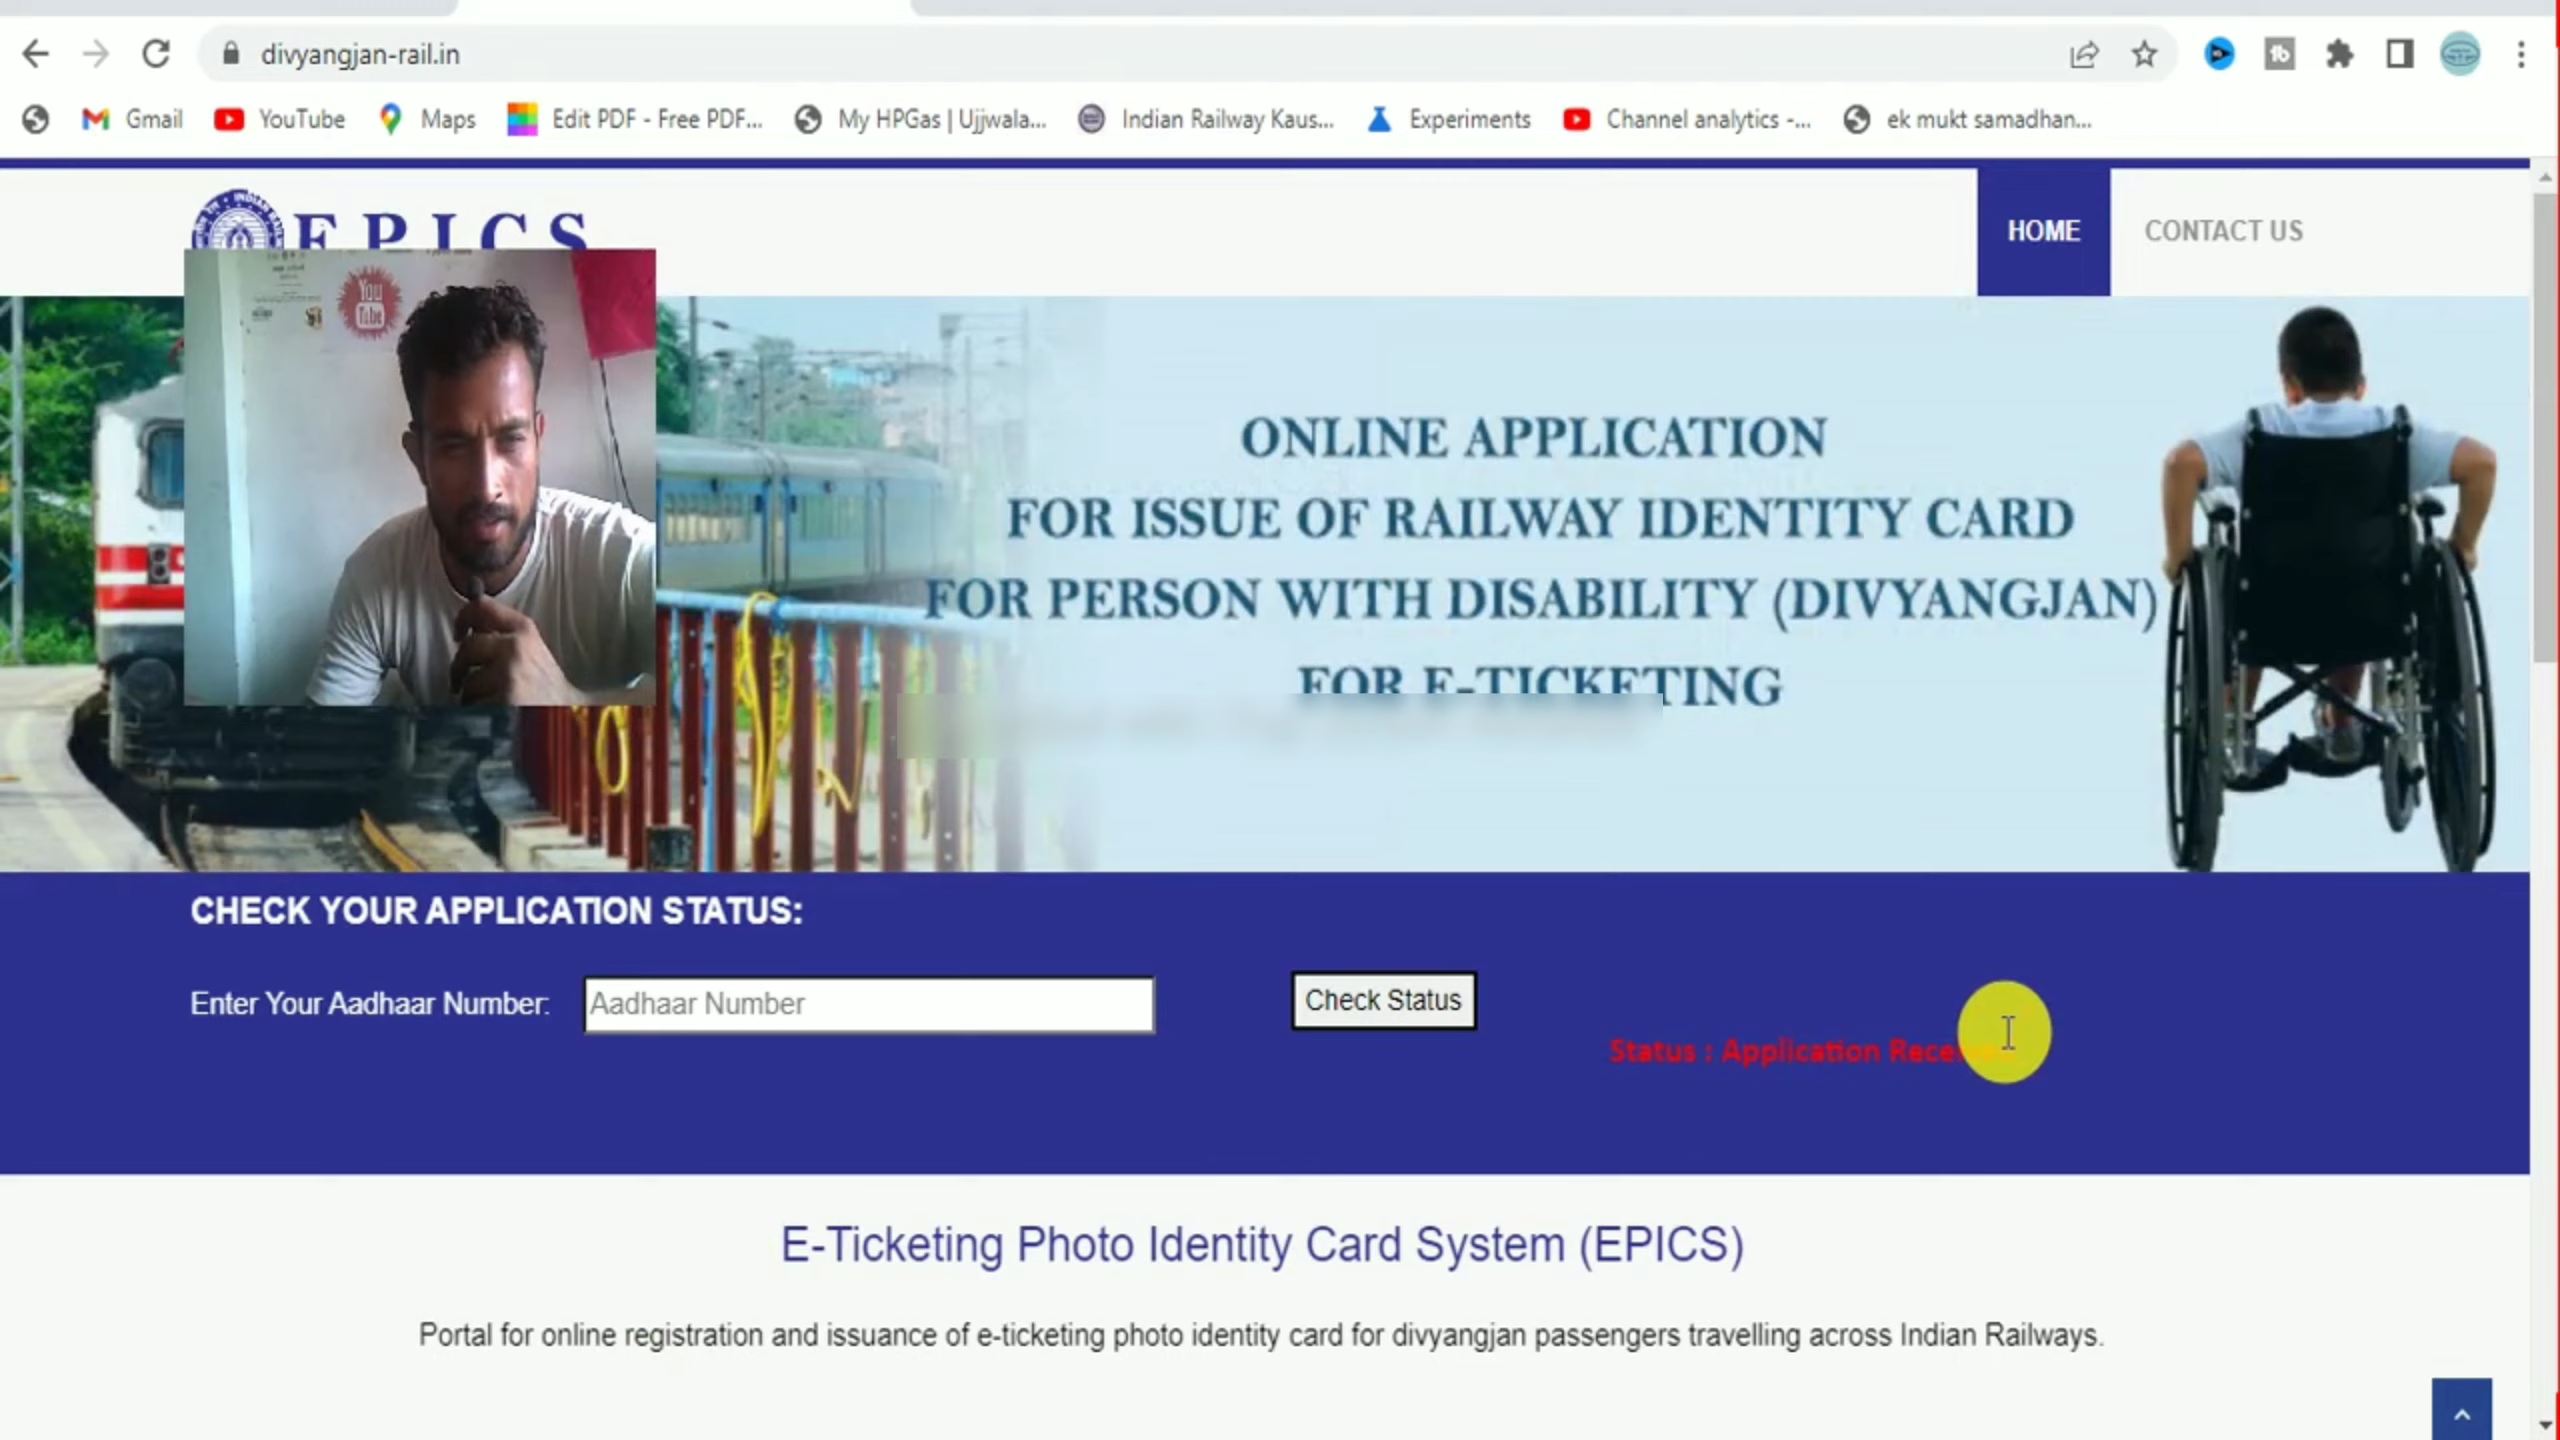 divyangjan-rail.in
Gmail YouTube Maps Edit PDF - Free PDF... My HPGas | Ujjwala... Indian Railway Kaus... Experiments Channel analytics -... ek mukt samadhan...
EPICS
HOME CONTACT US
You
Tube
ONLINE APPLICATION
FOR ISSUE OF RAILWAY IDENTITY CARD
FOR PERSON WITH DISABILITY (DIVYANGJAN)
FOR E-TICKETING
CHECK YOUR APPLICATION STATUS:
Enter Your Aadhaar Number: Aadhaar Number Check Status
Status : Application
E-Ticketing Photo Identity Card System (EPICS)
Portal for online registration and issuance of e-ticketing photo identity card for divyangjan passengers travelling across Indian Railways.